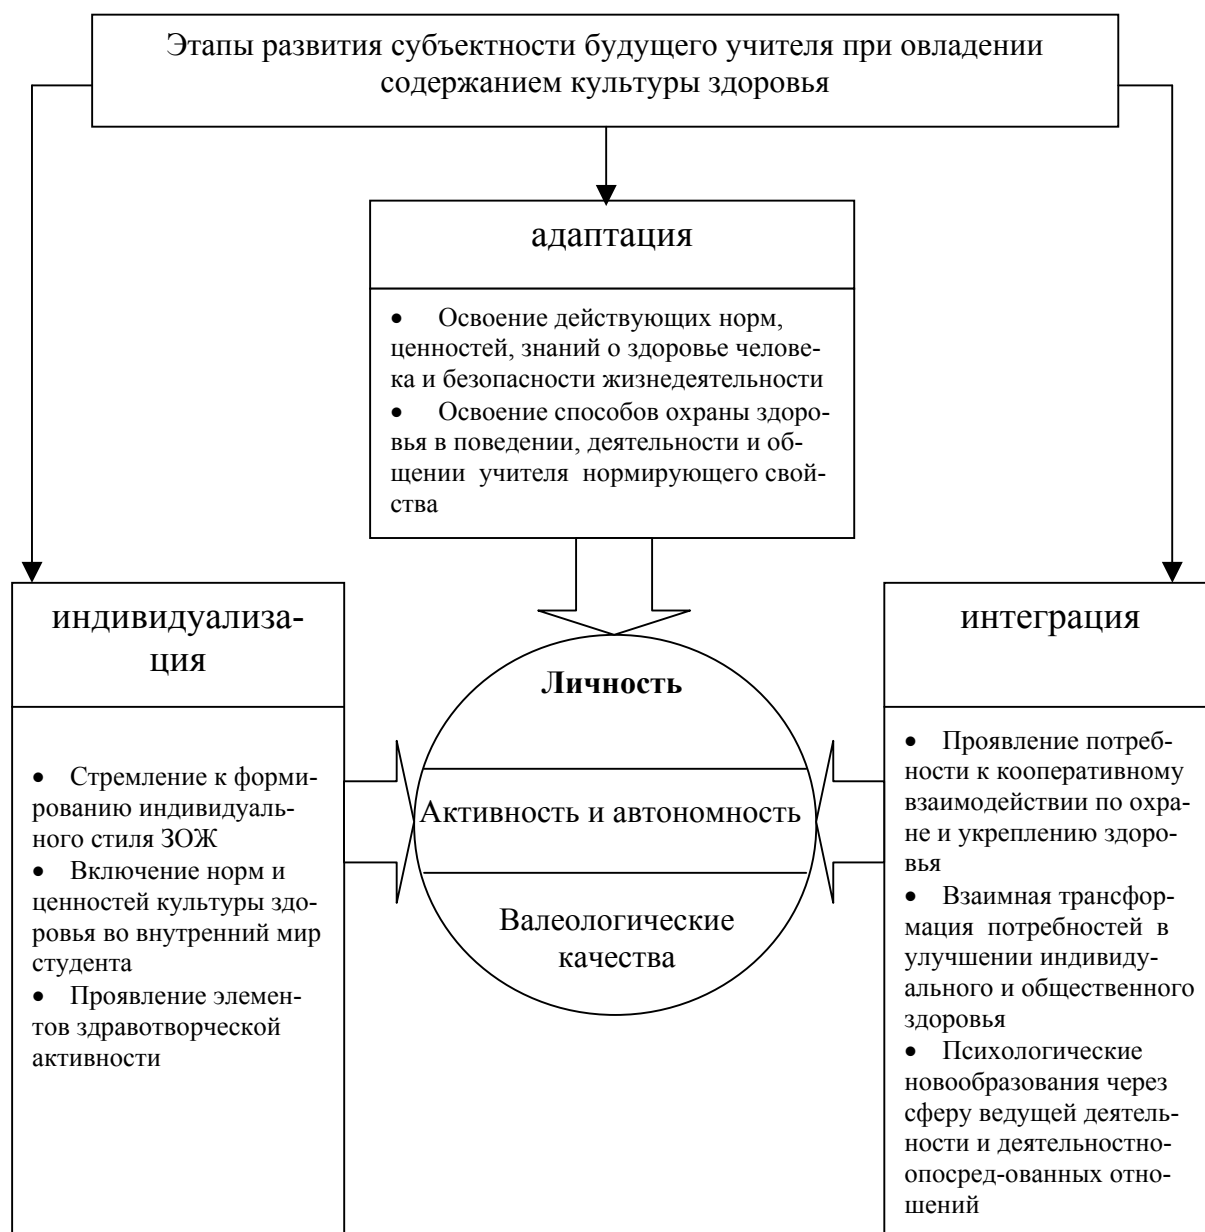 Этапы развития субъектности будущего учителя при овладении
содержанием культуры здоровья
адаптация
• Освоение действующих норм,
ценностей, знаний о здоровье челове-
ка и безопасности жизнедеятельности
• Освоение способов охраны здоро-
вья в поведении, деятельности и об-
щении учителя нормирующего свой-
ства
индивидуализа-
ция
• Стремление к форми-
рованию индивидуаль-
ного стиля ЗОЖ
• Включение норм и
ценностей культуры здо-
ровья во внутренний мир
студента
• Проявление элемен-
тов здравотворческой
активности
Личность
Активность и автономность
Валеологические
качества
интеграция
• Проявление потреб-
ности к кооперативному
взаимодействии по охра-
не и укреплению здоро-
вья
• Взаимная трансфор-
мация потребностей в
улучшении индивиду-
ального и общественного
здоровья
• Психологические
новообразования через
сферу ведущей деятель-
ности и деятельностно-
опосред-ованных отно-
шений